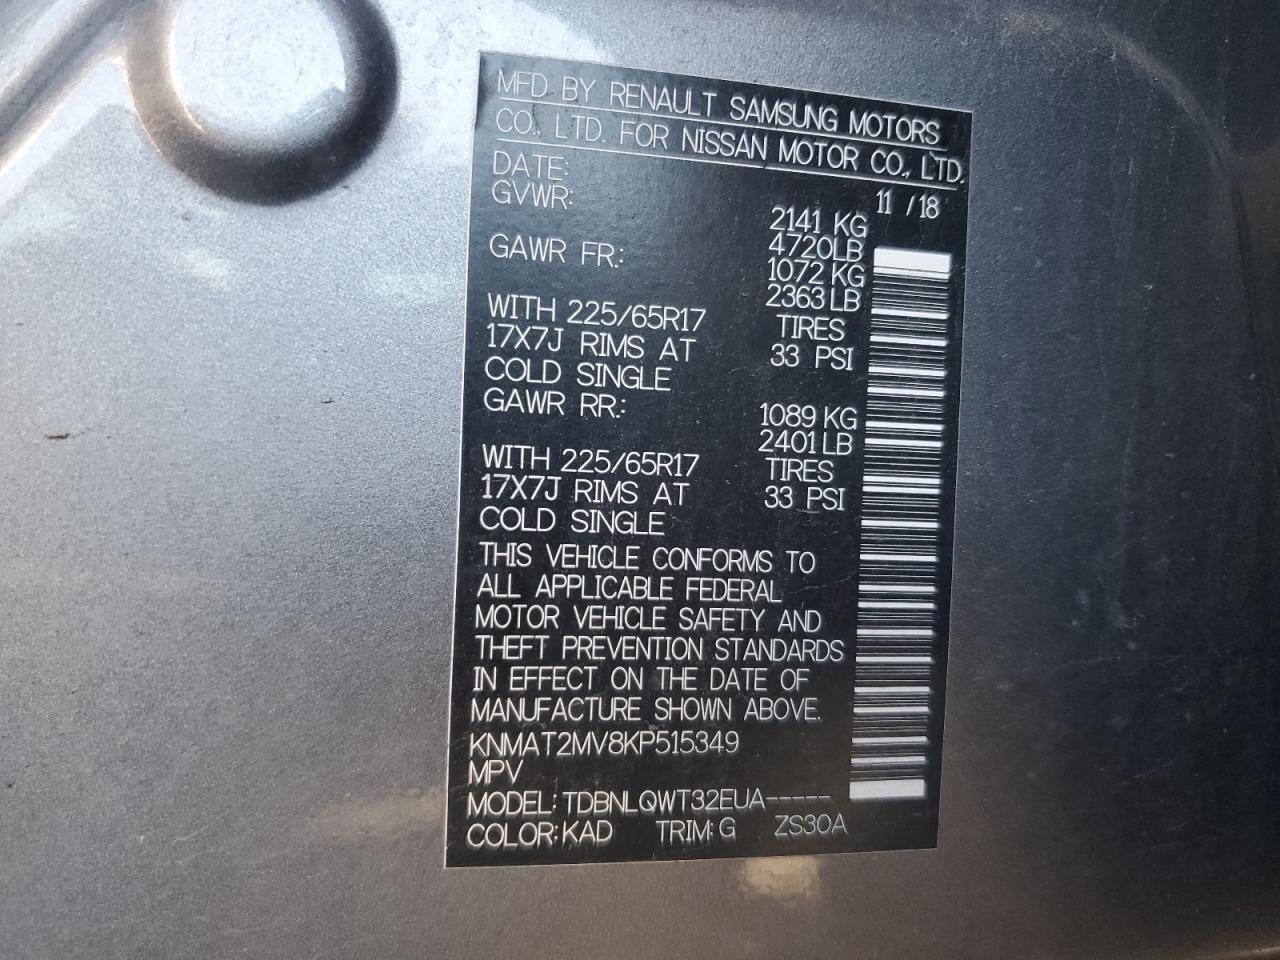 MFD BY RENAULT SAMSUNG MOTORS
CO., LTD. FOR NISSAN MOTOR CO., LTD.
DATE: 11 /18
GVWR: 2141 KG
4720LB
GAWR FR.: 1072 KG
2363 LB
WITH 225/65R17 TIRES
17X7J RIMS AT 33 PSI
COLD SINGLE
GAWR RR.: 1089 KG
2401 LB
WITH 225/65R17 TIRES
17X7J RIMS AT 33 PSI
COLD SINGLE
THIS VEHICLE CONFORMS TO
ALL APPLICABLE FEDERAL
MOTOR VEHICLE SAFETY AND
THEFT PREVENTION STANDARDS
IN EFFECT ON THE DATE OF
MANUFACTURE SHOWN ABOVE.
KNMAT2MV8KP515349
MPV
MODEL: TDBNLQWT32EUA-----
COLOR: KAD TRIM: G ZS30A